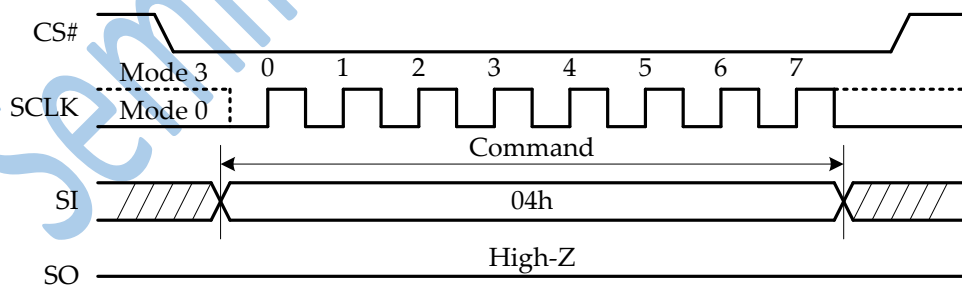 CS#
Mode 3 0 1 2 3 4 5 6 7
SCLK Mode 0
Command
SI 04h
High-Z
SO
Semi